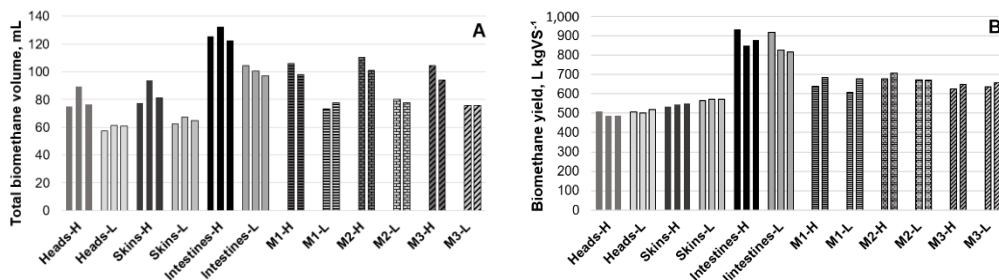 A
Total biomethane volume, mL
140
120
100
80
60
40
20
0
Heads-H
Heads-L
Skins-H
Skins-L
Intestines-H
Intestines-L
M1-H
M1-L
M2-H
M2-L
M3-H
M3-L
B
Biomethane yield, L kgVS⁻¹
1,000
900
800
700
600
500
400
300
200
100
0
Heads-H
Heads-L
Skins-H
Skins-L
Intestines-H
Iintestines-L
M1-H
M1-L
M2-H
M2-L
M3-H
M3-L